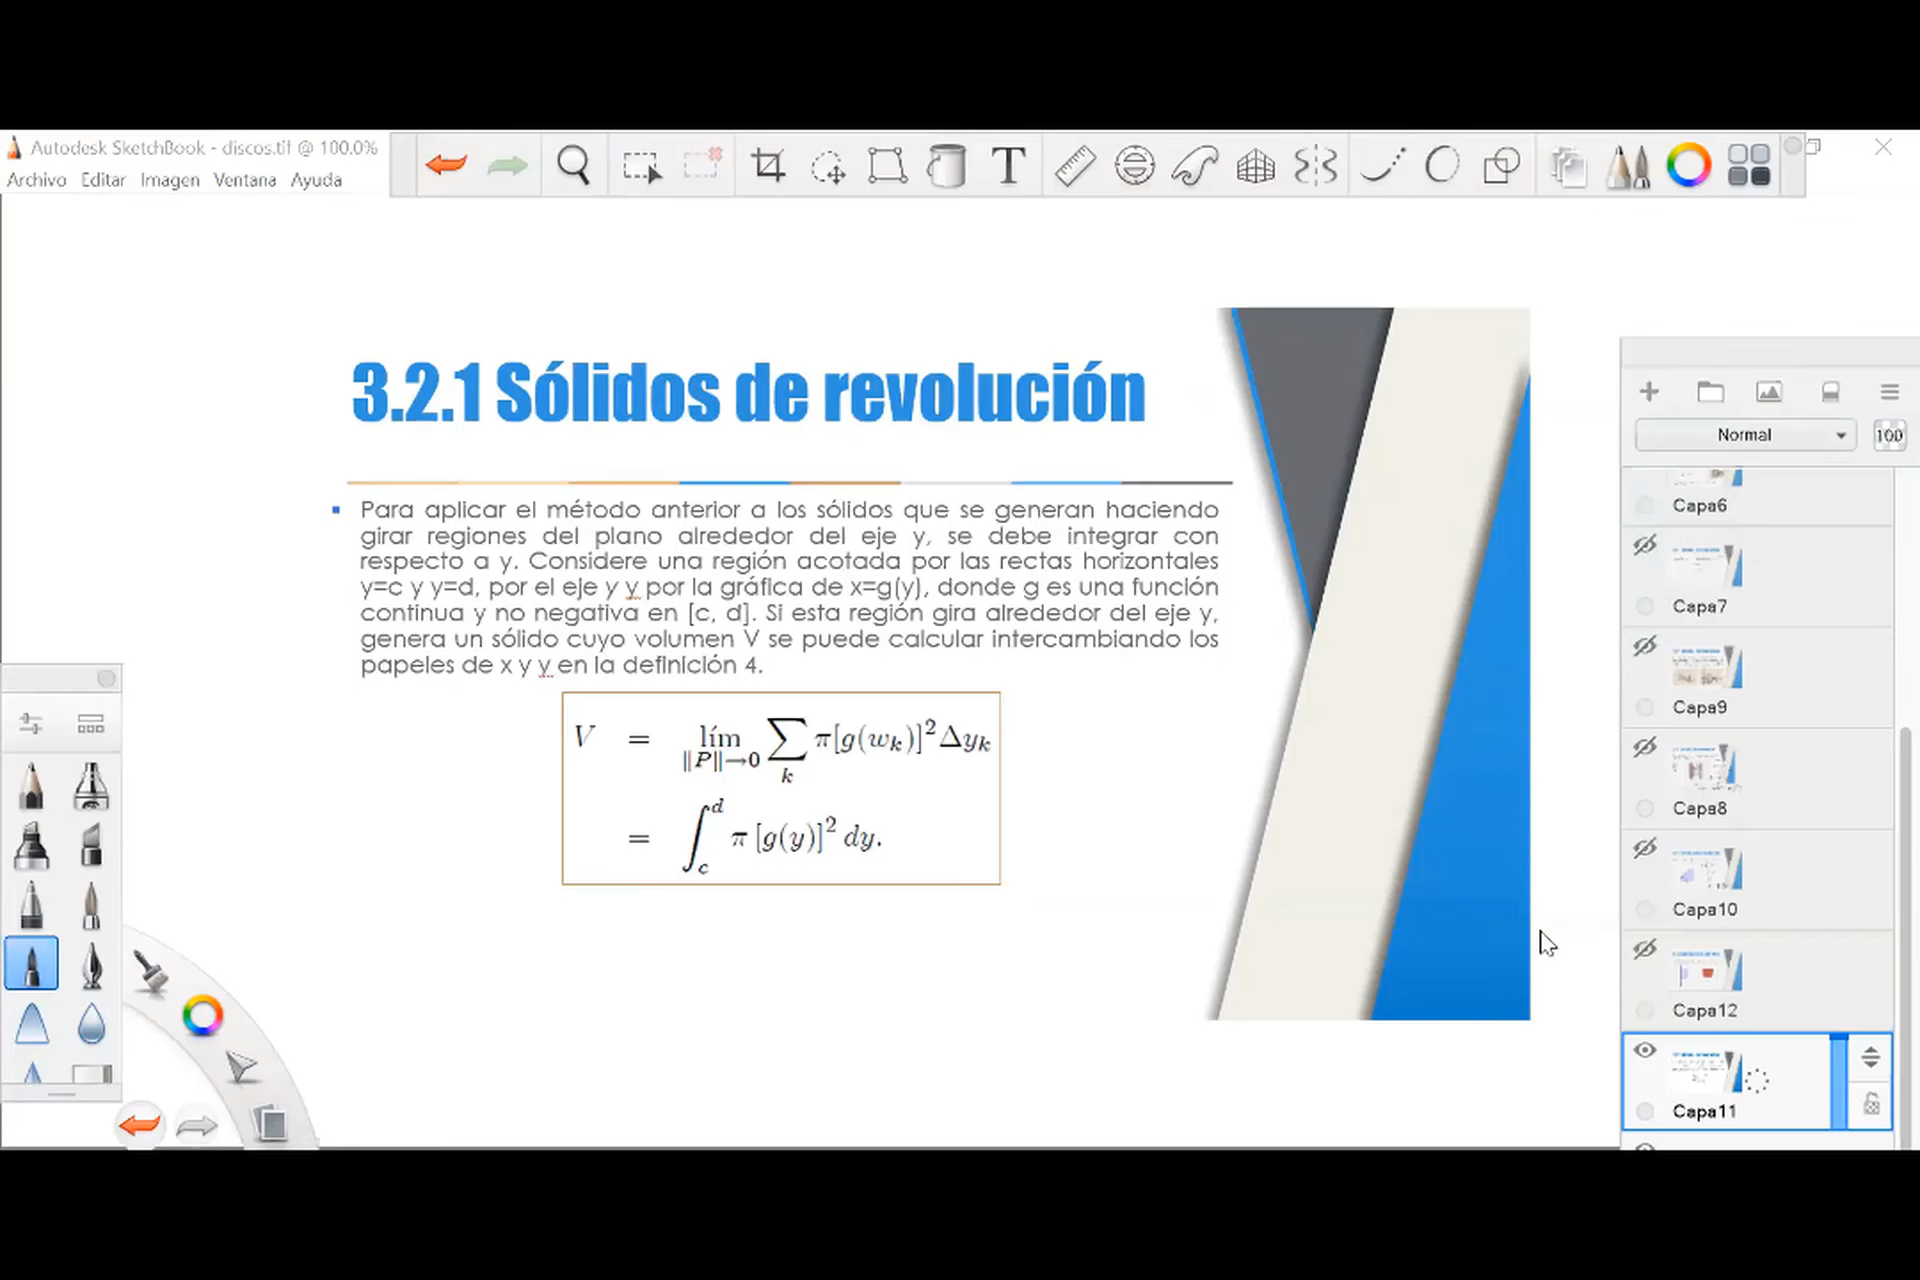 Autodesk SketchBook - discos.tif @ 100.0%
Archivo Editar Imagen Ventana Ayuda
T
3.2.1 Sólidos de revolución
Para aplicar el método anterior a los sólidos que se generan haciendo
girar regiones del plano alrededor del eje y, se debe integrar con
respecto a y. Considere una región acotada por las rectas horizontales
y=c y y=d, por el eje y y por la gráfica de x=g(y), donde g es una función
continua y no negativa en [c, d]. Si esta región gira alrededor del eje y,
genera un sólido cuyo volumen V se puede calcular intercambiando los
papeles de x y y en la definición 4.
V = lím_{‖P‖→0} ∑_k π[g(w_k)]² Δy_k
= ∫_c^d π [g(y)]² dy.
Normal
100
Capa6
Capa7
Capa9
Capa8
Capa10
Capa12
Capa11